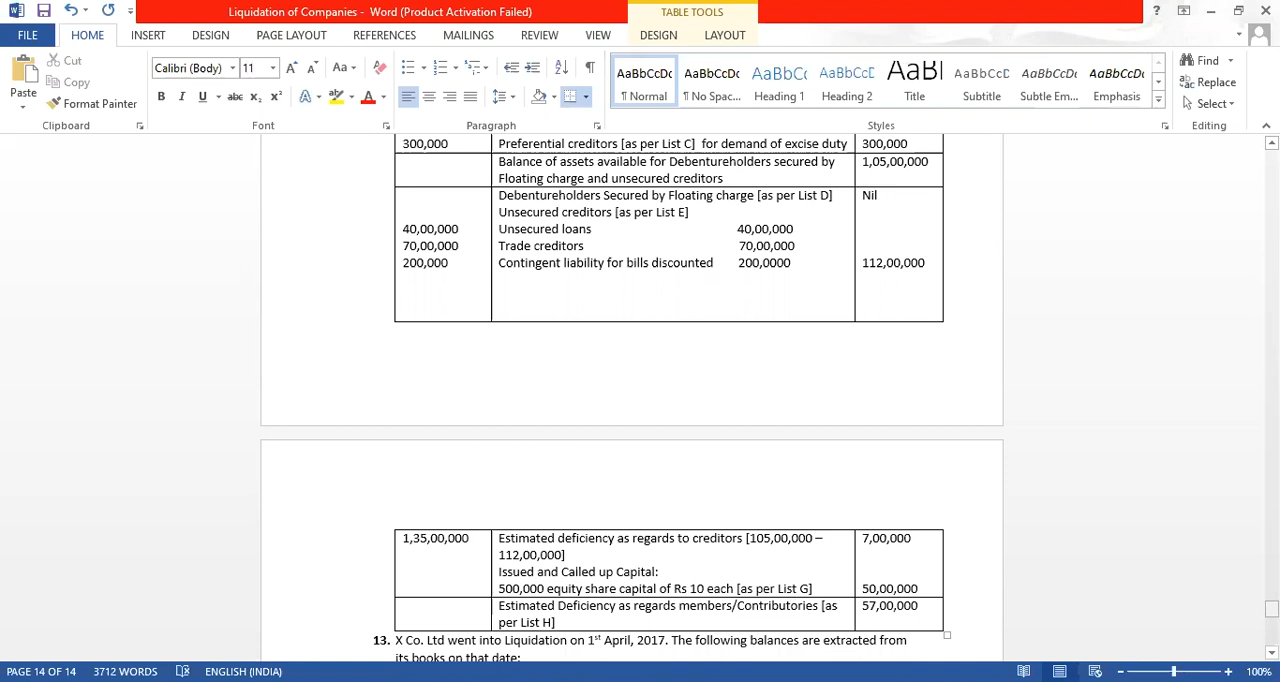 Liquidation of Companies - Word (Product Activation Failed)
TABLE TOOLS
?
FILE HOME INSERT DESIGN PAGE LAYOUT REFERENCES MAILINGS REVIEW VIEW DESIGN LAYOUT
Paste
Cut
Copy
Format Painter
Clipboard
Calibri (Body) 11
Font
Paragraph
AaBbCcDc AaBbCcDc AaBbCc AaBbCcD AaB AaBbCcD AaBbCcDc AaBbCcDc
¶ Normal ¶ No Spac... Heading 1 Heading 2 Title Subtitle Subtle Em... Emphasis
Styles
Find
Replace
Select
Editing
300,000 Preferential creditors [as per List C] for demand of excise duty 300,000
Balance of assets available for Debentureholders secured by 1,05,00,000
Floating charge and unsecured creditors
Debentureholders Secured by Floating charge [as per List D] Nil
Unsecured creditors [as per List E]
40,00,000 Unsecured loans 40,00,000
70,00,000 Trade creditors 70,00,000
200,000 Contingent liability for bills discounted 200,0000 112,00,000
1,35,00,000 Estimated deficiency as regards to creditors [105,00,000 – 7,00,000
112,00,000]
Issued and Called up Capital:
500,000 equity share capital of Rs 10 each [as per List G] 50,00,000
Estimated Deficiency as regards members/Contributories [as 57,00,000
per List H]
13. X Co. Ltd went into Liquidation on 1st April, 2017. The following balances are extracted from
its books on that date:
PAGE 14 OF 14 3712 WORDS ENGLISH (INDIA) 100%